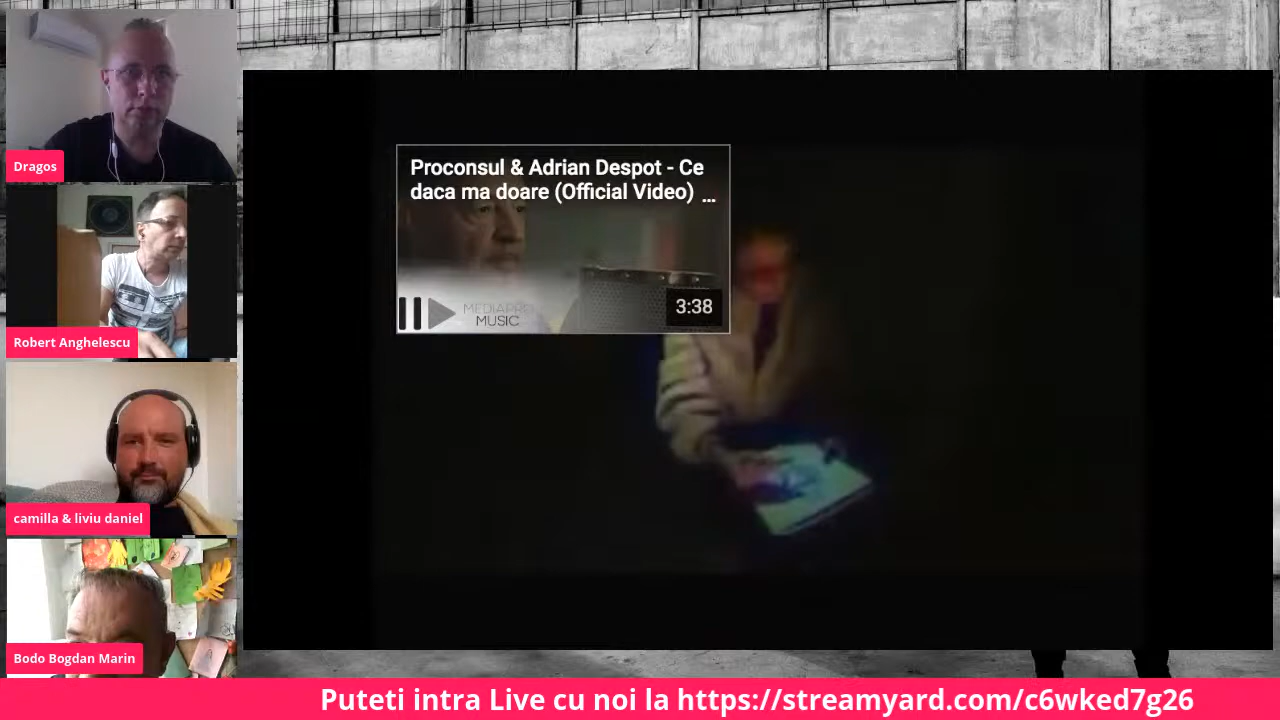 Dragos
Robert Anghelescu
camilla & liviu daniel
Bodo Bogdan Marin
Proconsul & Adrian Despot - Ce
daca ma doare (Official Video) ...
MEDIAPRO
MUSIC
3:38
Puteti intra Live cu noi la https://streamyard.com/c6wked7g26